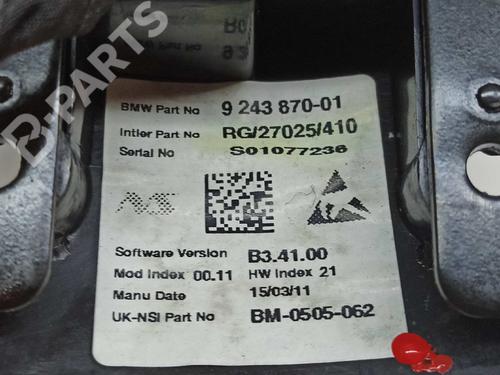 B-PARTS
BMW Part No 9 243 870-01
Intier Part No RG/27025/410
Serial No S01077236
Software Version B3.41.00
Mod Index 00.11 HW Index 21
Manu Date 15/03/11
UK-NSI Part No BM-0505-062